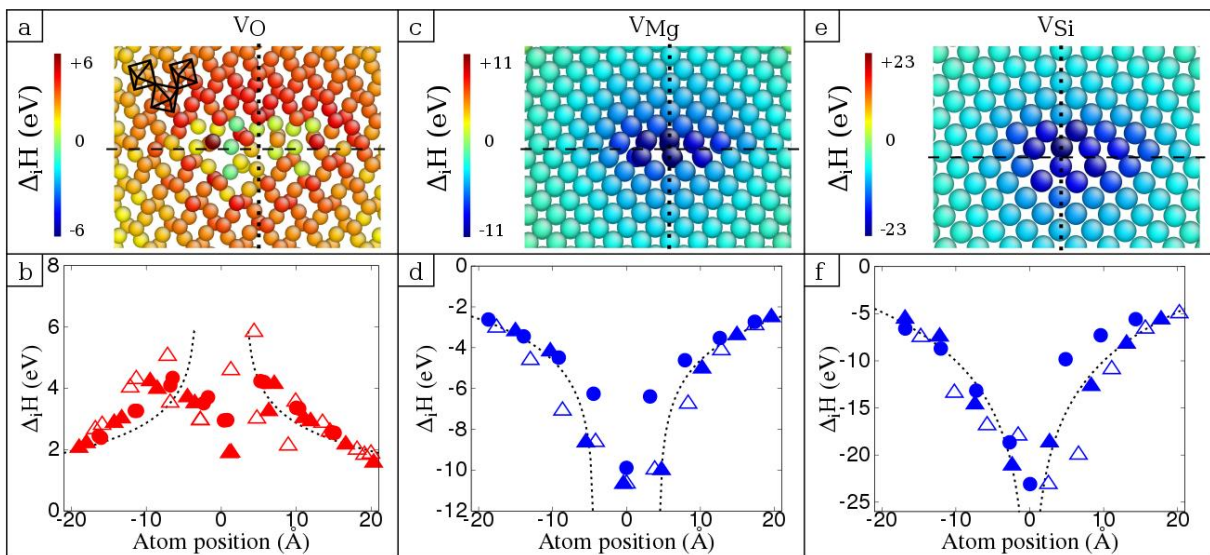 a
V_O
Δ_iH (eV)
+6
0
-6
c
V_Mg
Δ_iH (eV)
+11
0
-11
e
V_Si
Δ_iH (eV)
+23
0
-23
b
Δ_iH (eV)
8
6
4
2
0
-20 -10 0 10 20
Atom position (Å)
d
Δ_iH (eV)
0
-2
-4
-6
-8
-10
-12
-20 -10 0 10 20
Atom position (Å)
f
Δ_iH (eV)
0
-5
-10
-15
-20
-25
-20 -10 0 10 20
Atom position (Å)